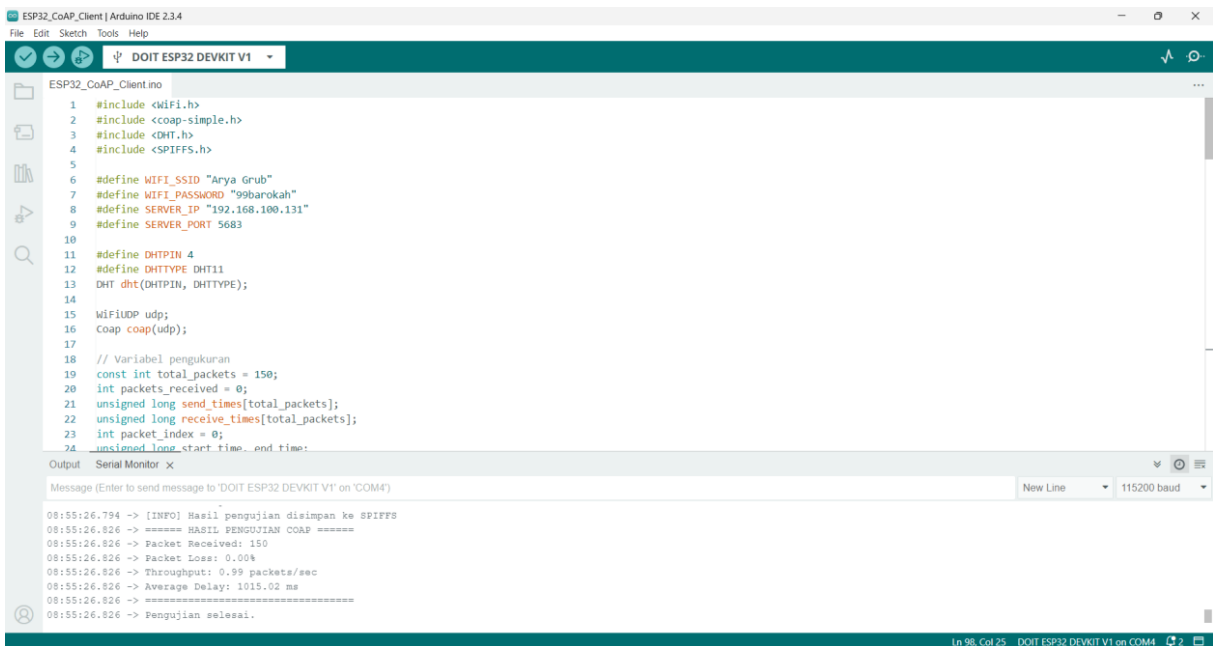 ESP32_CoAP_Client | Arduino IDE 2.3.4
File Edit Sketch Tools Help
DOIT ESP32 DEVKIT V1
ESP32_CoAP_Client.ino
1 #include <WiFi.h>
2 #include <coap-simple.h>
3 #include <DHT.h>
4 #include <SPIFFS.h>
5
6 #define WIFI_SSID "Arya Grub"
7 #define WIFI_PASSWORD "99barokah"
8 #define SERVER_IP "192.168.100.131"
9 #define SERVER_PORT 5683
10
11 #define DHTPIN 4
12 #define DHTTYPE DHT11
13 DHT dht(DHTPIN, DHTTYPE);
14
15 WiFiUDP udp;
16 Coap coap(udp);
17
18 // Variabel pengukuran
19 const int total_packets = 150;
20 int packets_received = 0;
21 unsigned long send_times[total_packets];
22 unsigned long receive_times[total_packets];
23 int packet_index = 0;
24 unsigned long start_time, end_time;
Output Serial Monitor x
Message (Enter to send message to 'DOIT ESP32 DEVKIT V1' on 'COM4') New Line 115200 baud
08:55:26.794 -> [INFO] Hasil pengujian disimpan ke SPIFFS
08:55:26.826 -> ====== HASIL PENGUJIAN COAP ======
08:55:26.826 -> Packet Received: 150
08:55:26.826 -> Packet Loss: 0.00%
08:55:26.826 -> Throughput: 0.99 packets/sec
08:55:26.826 -> Average Delay: 1015.02 ms
08:55:26.826 -> ==================================
08:55:26.826 -> Pengujian selesai.
Ln 98, Col 25 DOIT ESP32 DEVKIT V1 on COM4 2